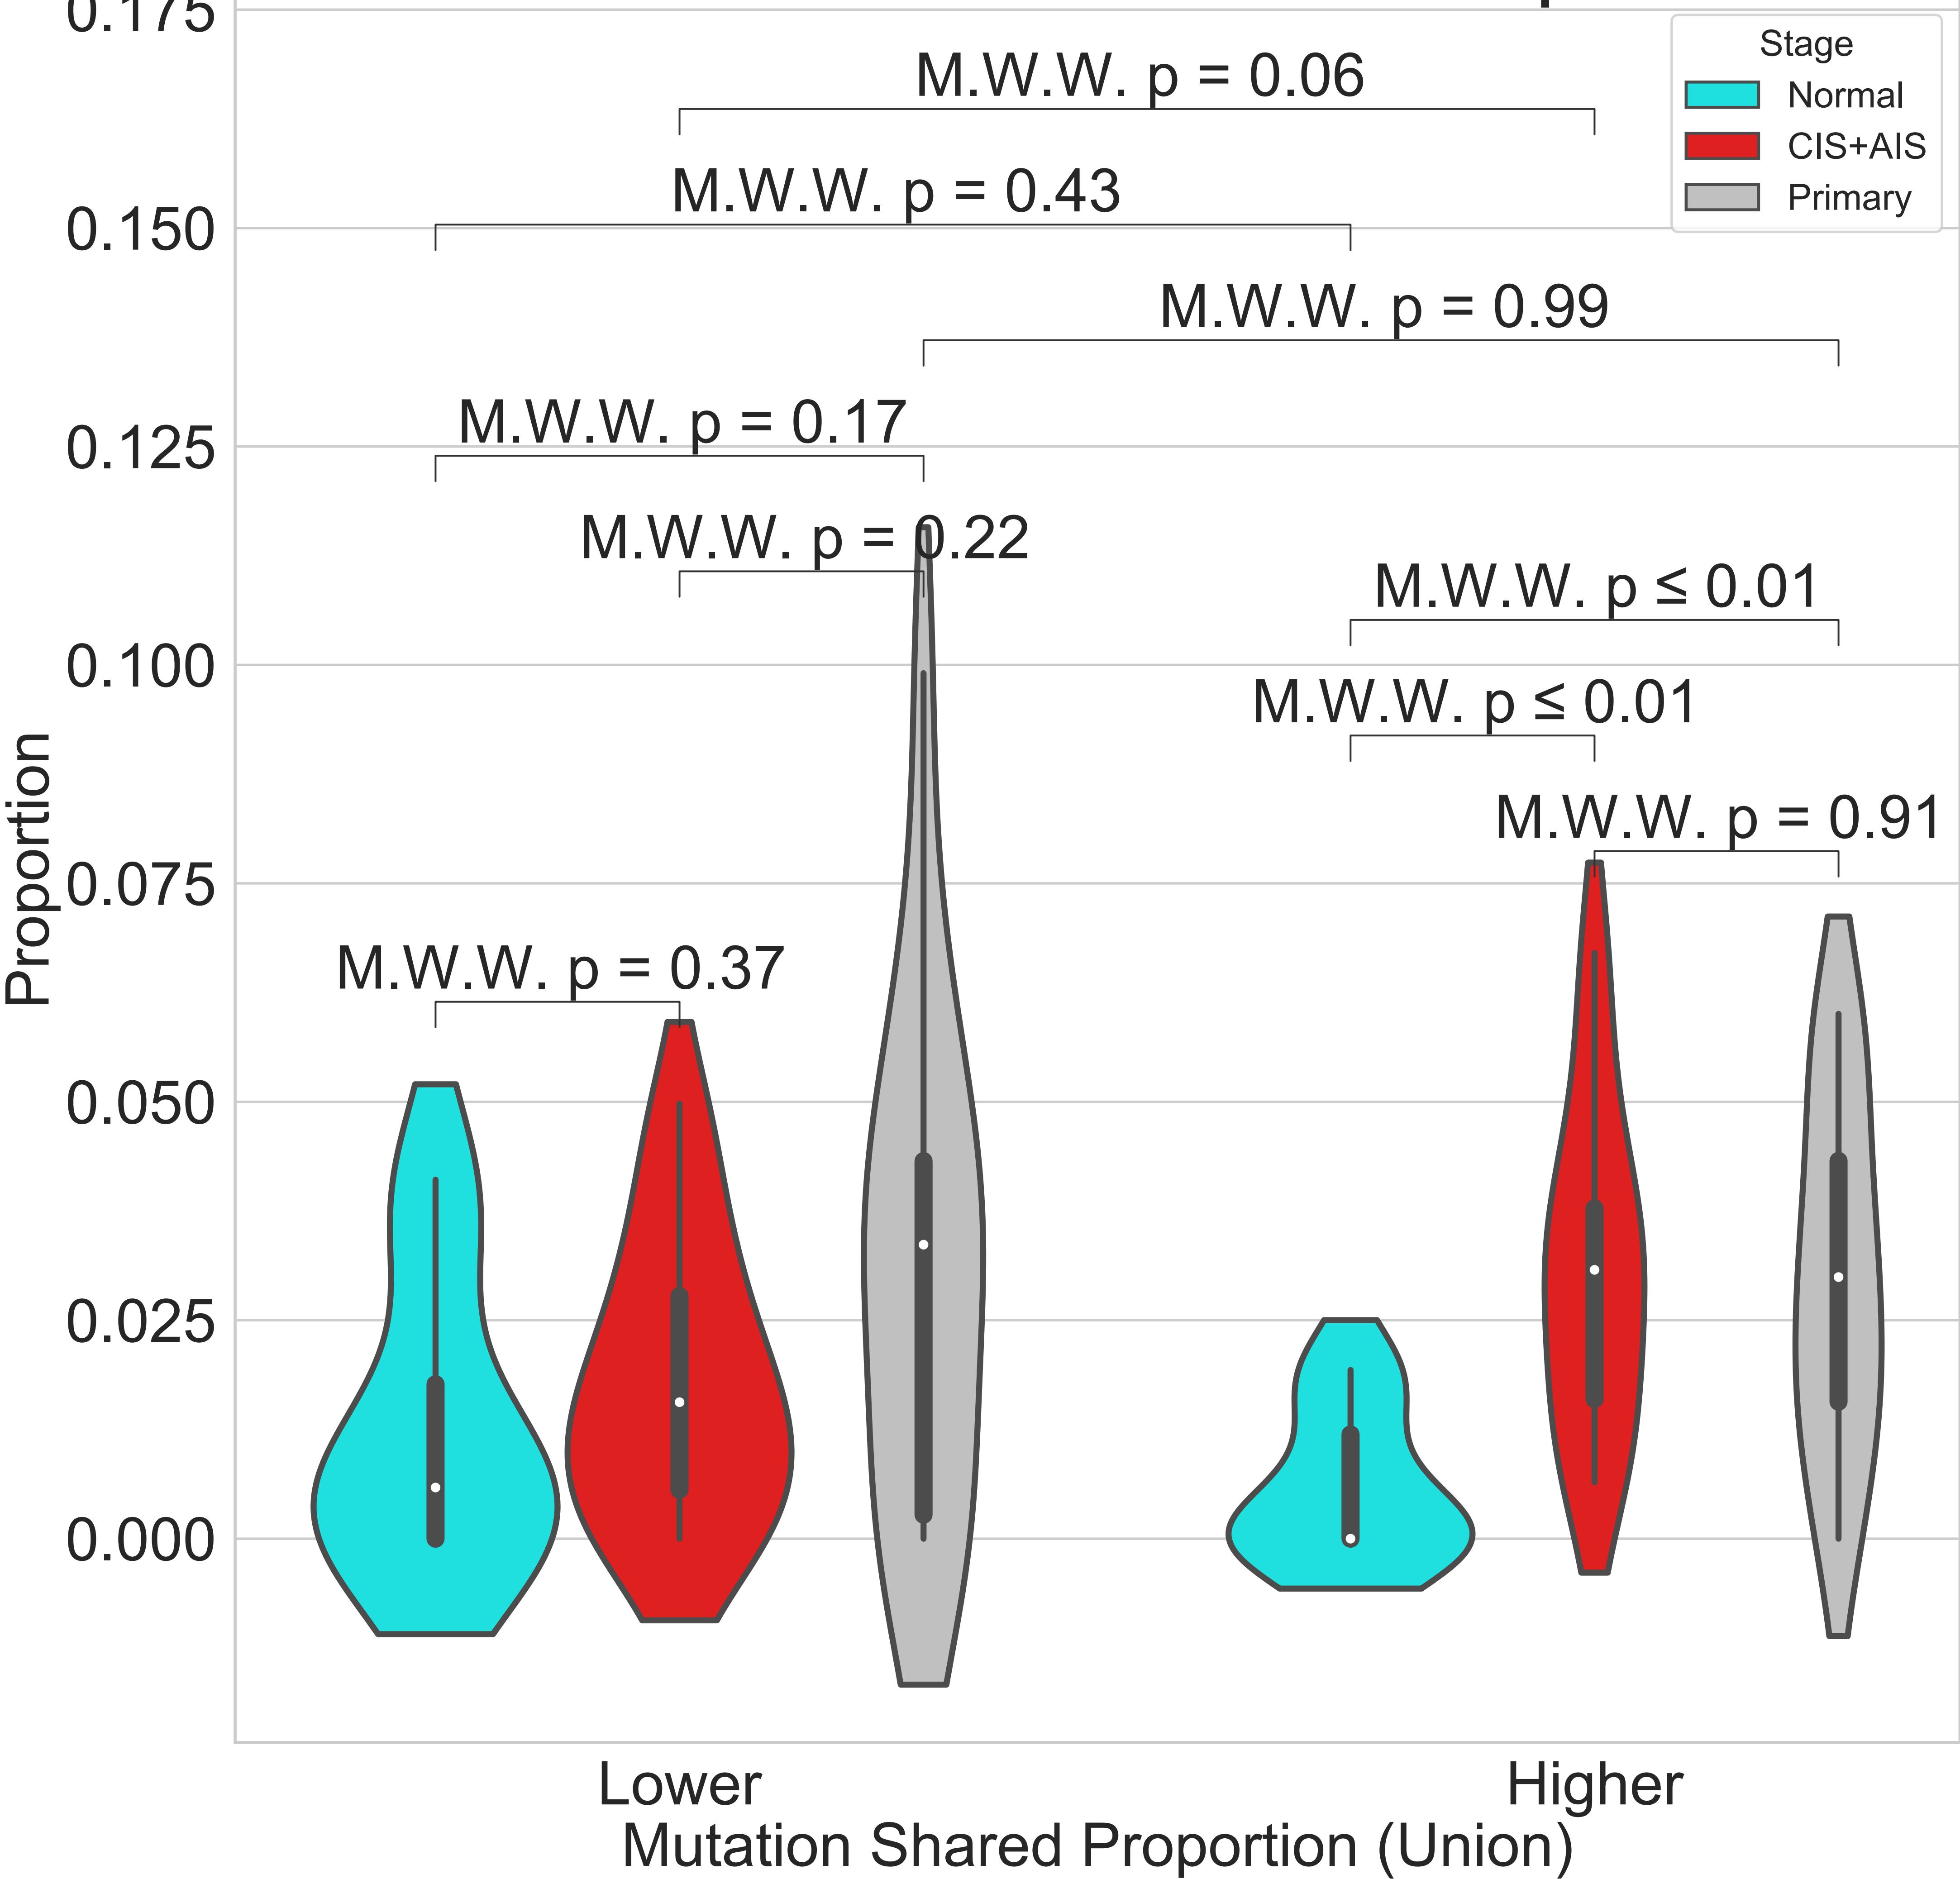 0.175
Stage
Normal
CIS+AIS
Primary
M.W.W. p = 0.06
M.W.W. p = 0.43
0.150
M.W.W. p = 0.99
M.W.W. p = 0.17
0.125
M.W.W. p = 0.22
M.W.W. p ≤ 0.01
0.100
M.W.W. p ≤ 0.01
M.W.W. p = 0.91
0.075
M.W.W. p = 0.37
0.050
0.025
0.000
Proportion
Lower
Higher
Mutation Shared Proportion (Union)